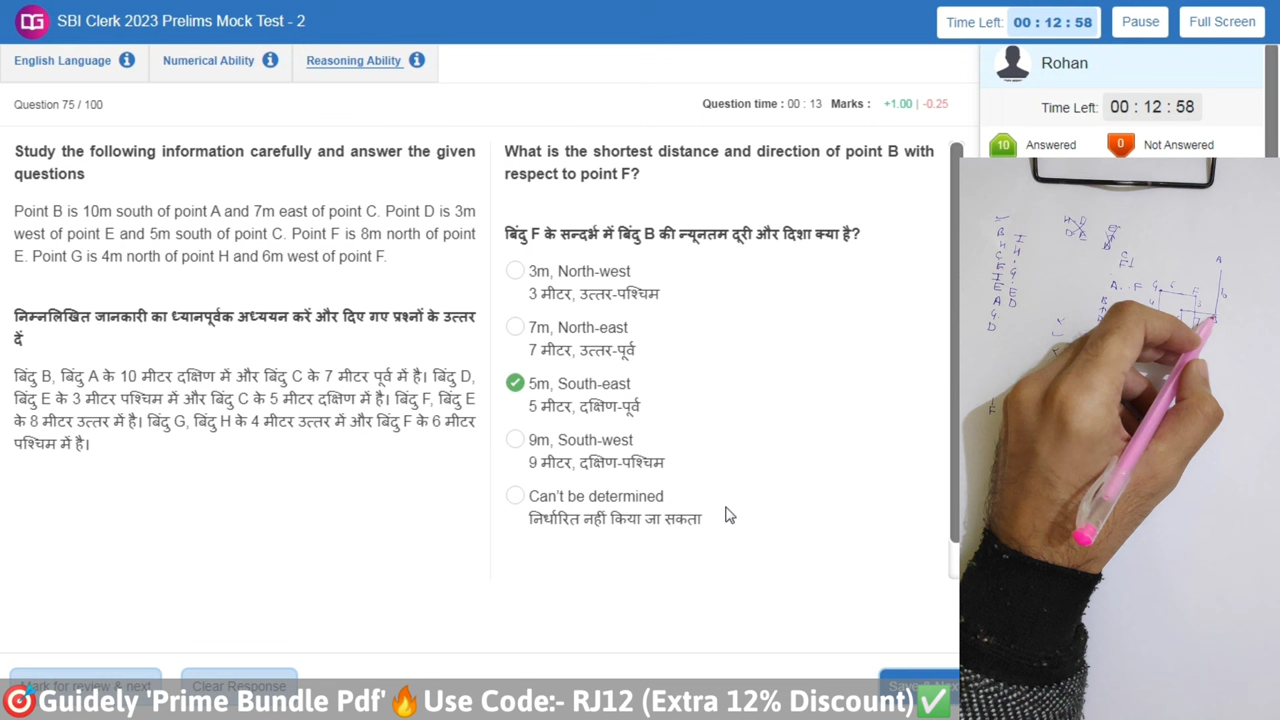 SBI Clerk 2023 Prelims Mock Test - 2
Time Left: 00 : 12 : 58
Pause
Full Screen
English Language i
Numerical Ability i
Reasoning Ability i
Rohan
Time Left: 00 : 12 : 58
10 Answered
0 Not Answered
Question 75 / 100
Question time : 00 : 13 Marks : +1.00 | -0.25
Study the following information carefully and answer the given
questions
Point B is 10m south of point A and 7m east of point C. Point D is 3m
west of point E and 5m south of point C. Point F is 8m north of point
E. Point G is 4m north of point H and 6m west of point F.
निम्नलिखित जानकारी का ध्यानपूर्वक अध्ययन करें और दिए गए प्रश्नों के उत्तर
दें
बिंदु B, बिंदु A के 10 मीटर दक्षिण में और बिंदु C के 7 मीटर पूर्व में है। बिंदु D,
बिंदु E के 3 मीटर पश्चिम में और बिंदु C के 5 मीटर दक्षिण में है। बिंदु F, बिंदु E
के 8 मीटर उत्तर में है। बिंदु G, बिंदु H के 4 मीटर उत्तर में और बिंदु F के 6 मीटर
पश्चिम में है।
What is the shortest distance and direction of point B with
respect to point F?
बिंदु F के सन्दर्भ में बिंदु B की न्यूनतम दूरी और दिशा क्या है?
3m, North-west
3 मीटर, उत्तर-पश्चिम
7m, North-east
7 मीटर, उत्तर-पूर्व
5m, South-east
5 मीटर, दक्षिण-पूर्व
9m, South-west
9 मीटर, दक्षिण-पश्चिम
Can't be determined
निर्धारित नहीं किया जा सकता
B
H
C
F
I
E
A
G
D
I
H
G
E
D
A
10
Mark for review & next
Clear Response
🎯Guidely 'Prime Bundle Pdf'🔥Use Code:- RJ12 (Extra 12% Discount)✅